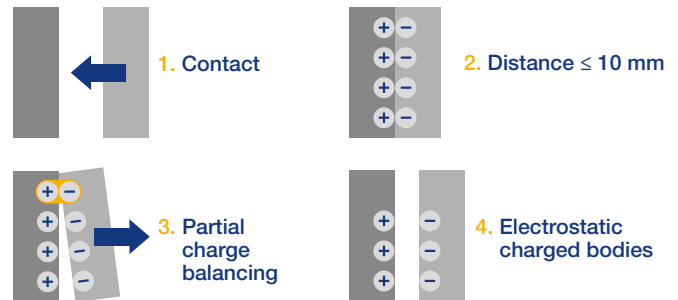 1. Contact
+ −
+ −
+ −
+ −
2. Distance ≤ 10 mm
+ −
+ −
+ −
+ −
3. Partial
charge
balancing
+ −
+ −
+ −
4. Electrostatic
charged bodies